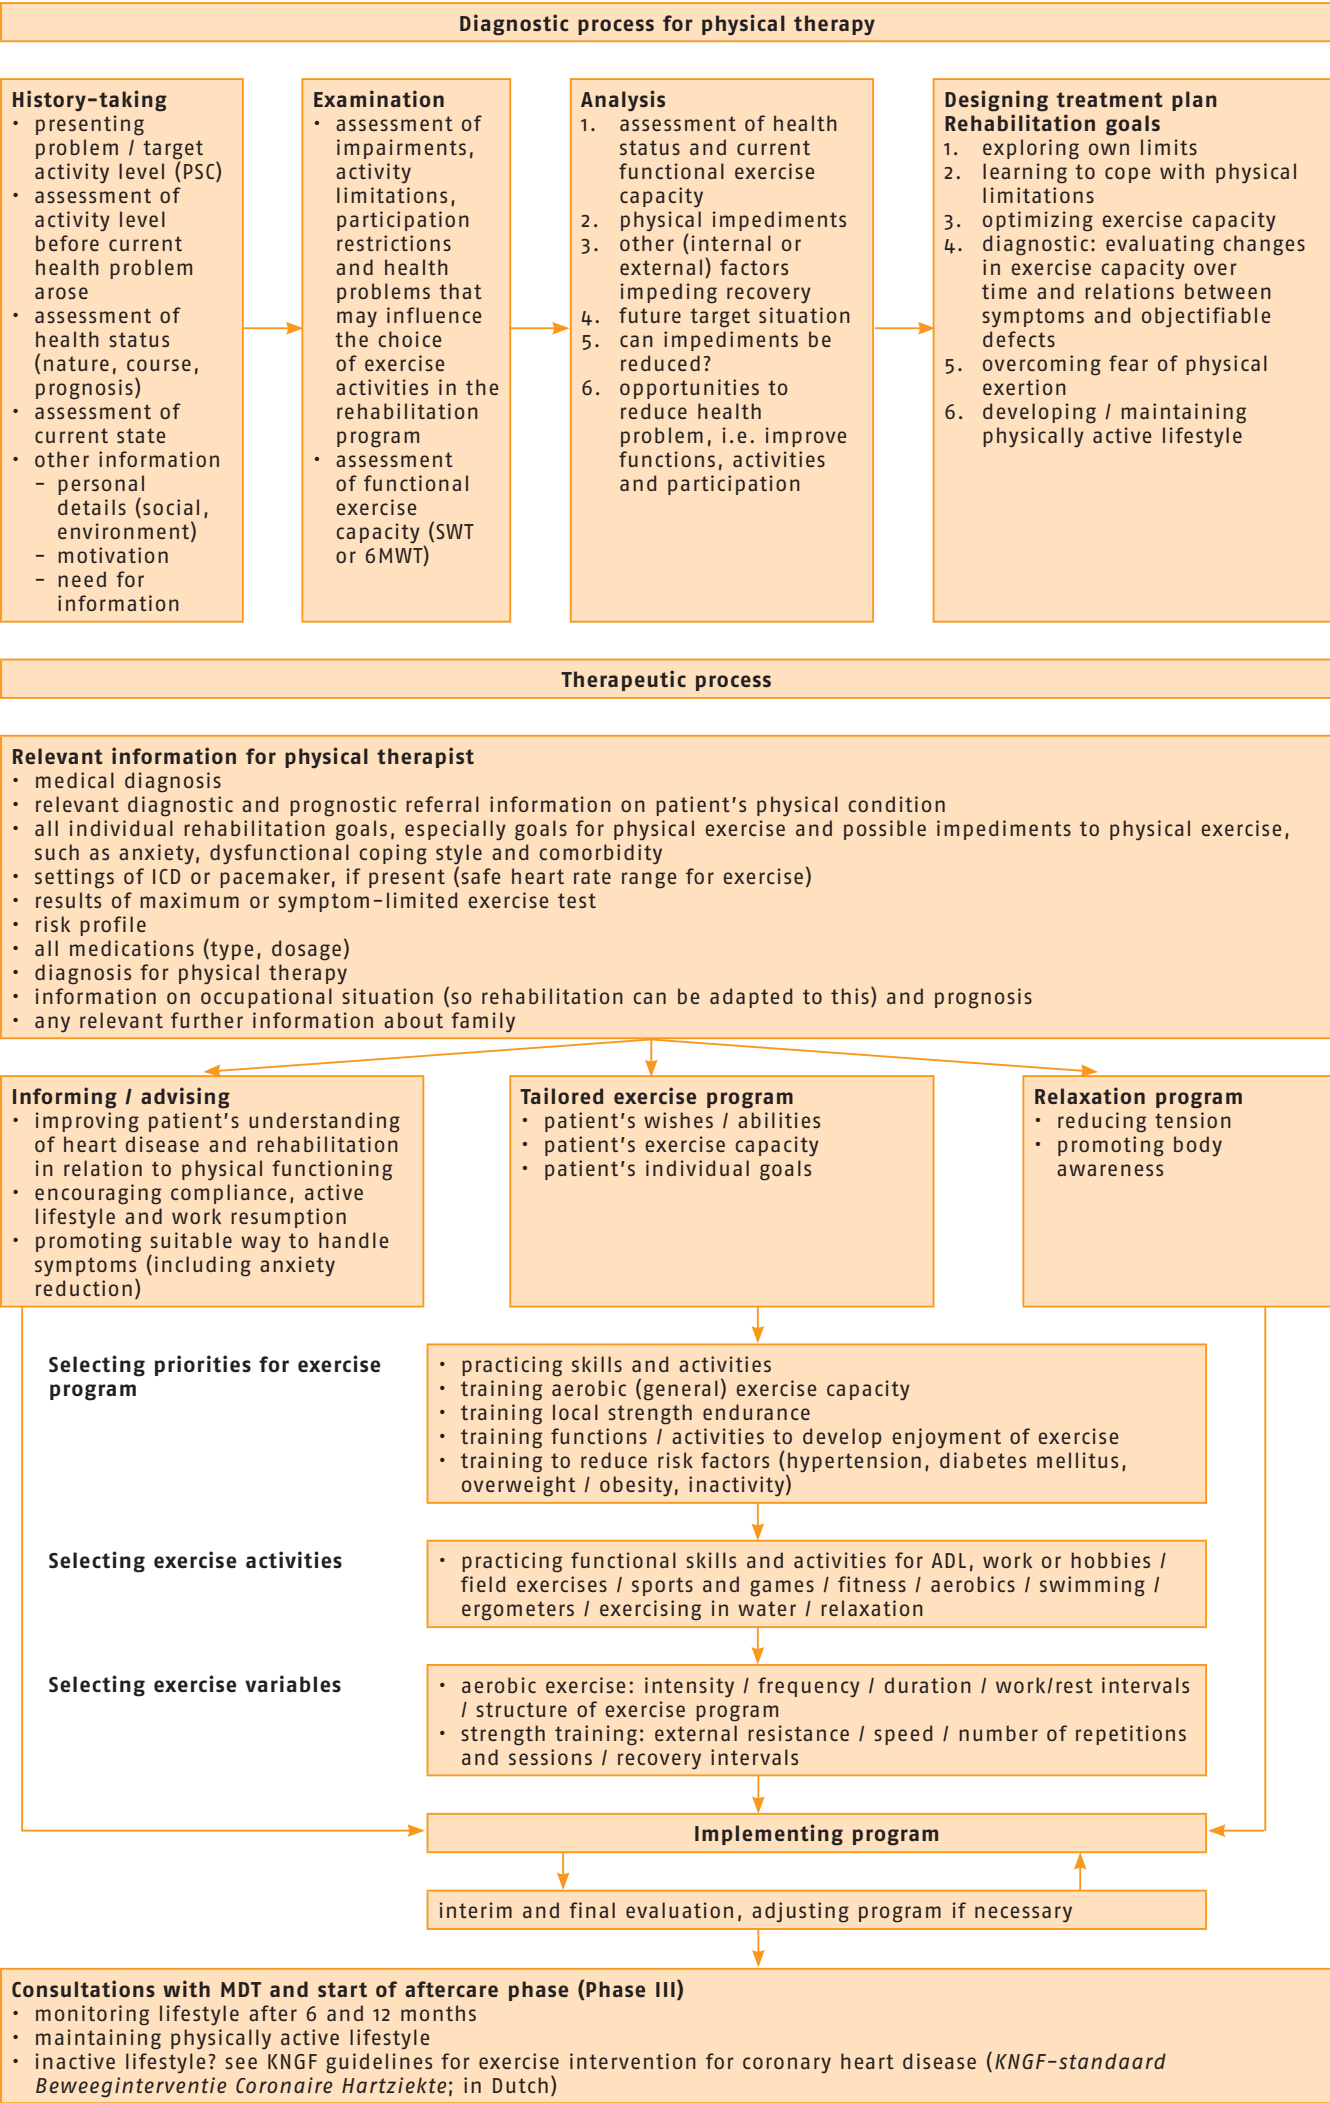 Diagnostic process for physical therapy
History-taking
• presenting
problem / target
activity level (PSC)
• assessment of
activity level
before current
health problem
arose
• assessment of
health status
(nature, course,
prognosis)
• assessment of
current state
• other information
– personal
details (social,
environment)
– motivation
– need for
information
Examination
• assessment of
impairments,
activity
limitations,
participation
restrictions
and health
problems that
may influence
the choice
of exercise
activities in the
rehabilitation
program
• assessment
of functional
exercise
capacity (SWT
or 6MWT)
Analysis
1. assessment of health
status and current
functional exercise
capacity
2. physical impediments
3. other (internal or
external) factors
impeding recovery
4. future target situation
5. can impediments be
reduced?
6. opportunities to
reduce health
problem, i.e. improve
functions, activities
and participation
Designing treatment plan
Rehabilitation goals
1. exploring own limits
2. learning to cope with physical
limitations
3. optimizing exercise capacity
4. diagnostic: evaluating changes
in exercise capacity over
time and relations between
symptoms and objectifiable
defects
5. overcoming fear of physical
exertion
6. developing / maintaining
physically active lifestyle
Therapeutic process
Relevant information for physical therapist
• medical diagnosis
• relevant diagnostic and prognostic referral information on patient's physical condition
• all individual rehabilitation goals, especially goals for physical exercise and possible impediments to physical exercise,
such as anxiety, dysfunctional coping style and comorbidity
• settings of ICD or pacemaker, if present (safe heart rate range for exercise)
• results of maximum or symptom-limited exercise test
• risk profile
• all medications (type, dosage)
• diagnosis for physical therapy
• information on occupational situation (so rehabilitation can be adapted to this) and prognosis
• any relevant further information about family
Informing / advising
• improving patient's understanding
of heart disease and rehabilitation
in relation to physical functioning
• encouraging compliance, active
lifestyle and work resumption
• promoting suitable way to handle
symptoms (including anxiety
reduction)
Tailored exercise program
• patient's wishes / abilities
• patient's exercise capacity
• patient's individual goals
Relaxation program
• reducing tension
• promoting body
awareness
Selecting priorities for exercise
program
• practicing skills and activities
• training aerobic (general) exercise capacity
• training local strength endurance
• training functions / activities to develop enjoyment of exercise
• training to reduce risk factors (hypertension, diabetes mellitus,
overweight / obesity, inactivity)
Selecting exercise activities
• practicing functional skills and activities for ADL, work or hobbies /
field exercises / sports and games / fitness / aerobics / swimming /
ergometers / exercising in water / relaxation
Selecting exercise variables
• aerobic exercise: intensity / frequency / duration / work/rest intervals
/ structure of exercise program
• strength training: external resistance / speed / number of repetitions
and sessions / recovery intervals
Implementing program
interim and final evaluation, adjusting program if necessary
Consultations with MDT and start of aftercare phase (Phase III)
• monitoring lifestyle after 6 and 12 months
• maintaining physically active lifestyle
• inactive lifestyle? see KNGF guidelines for exercise intervention for coronary heart disease (KNGF-standaard
Beweeginterventie Coronaire Hartziekte; in Dutch)